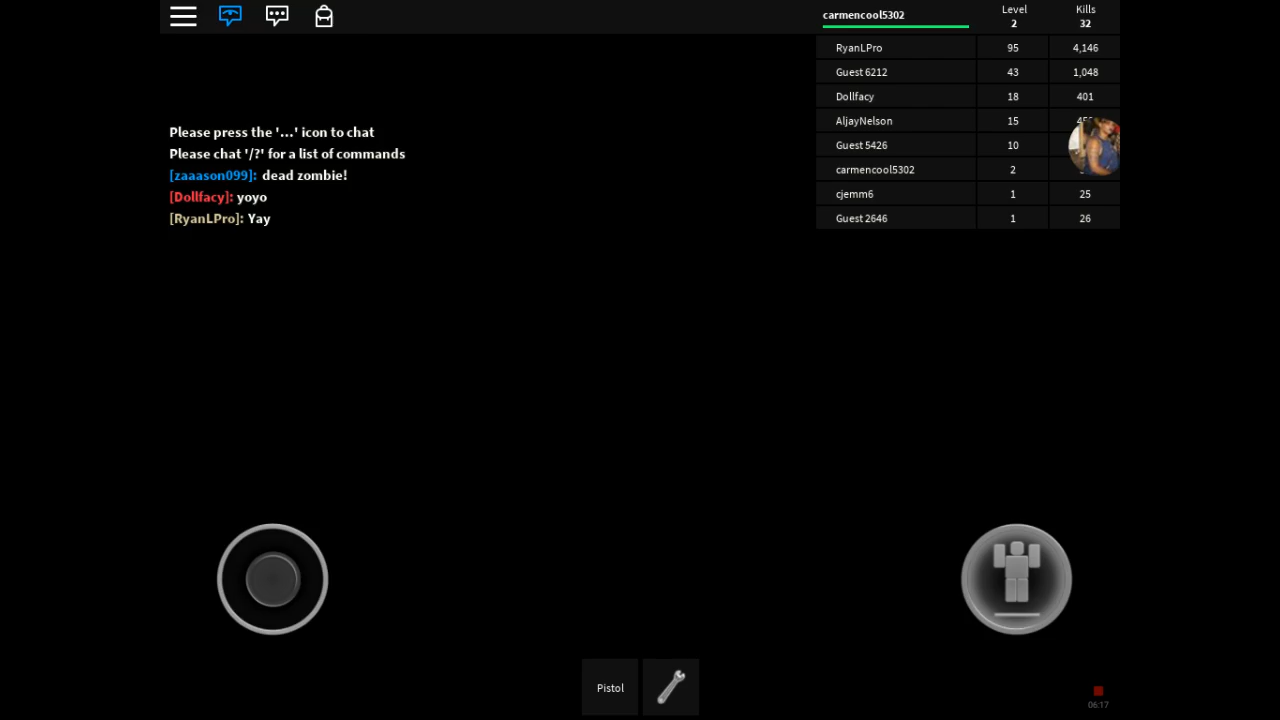 carmencool5302 Level Kills
2 32
RyanLPro 95 4,146
Guest 6212 43 1,048
Dollfacy 18 401
AljayNelson 15
Guest 5426 10
carmencool5302 2
cjemm6 1 25
Guest 2646 1 26
Please press the '...' icon to chat
Please chat '/?' for a list of commands
[zaaason099]: dead zombie!
[Dollfacy]: yoyo
[RyanLPro]: Yay
Pistol
06:17